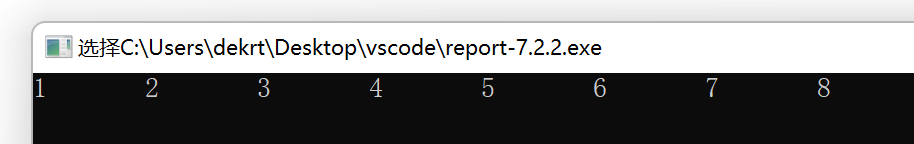 选择C:\Users\dekrt\Desktop\vscode\report-7.2.2.exe
1 2 3 4 5 6 7 8